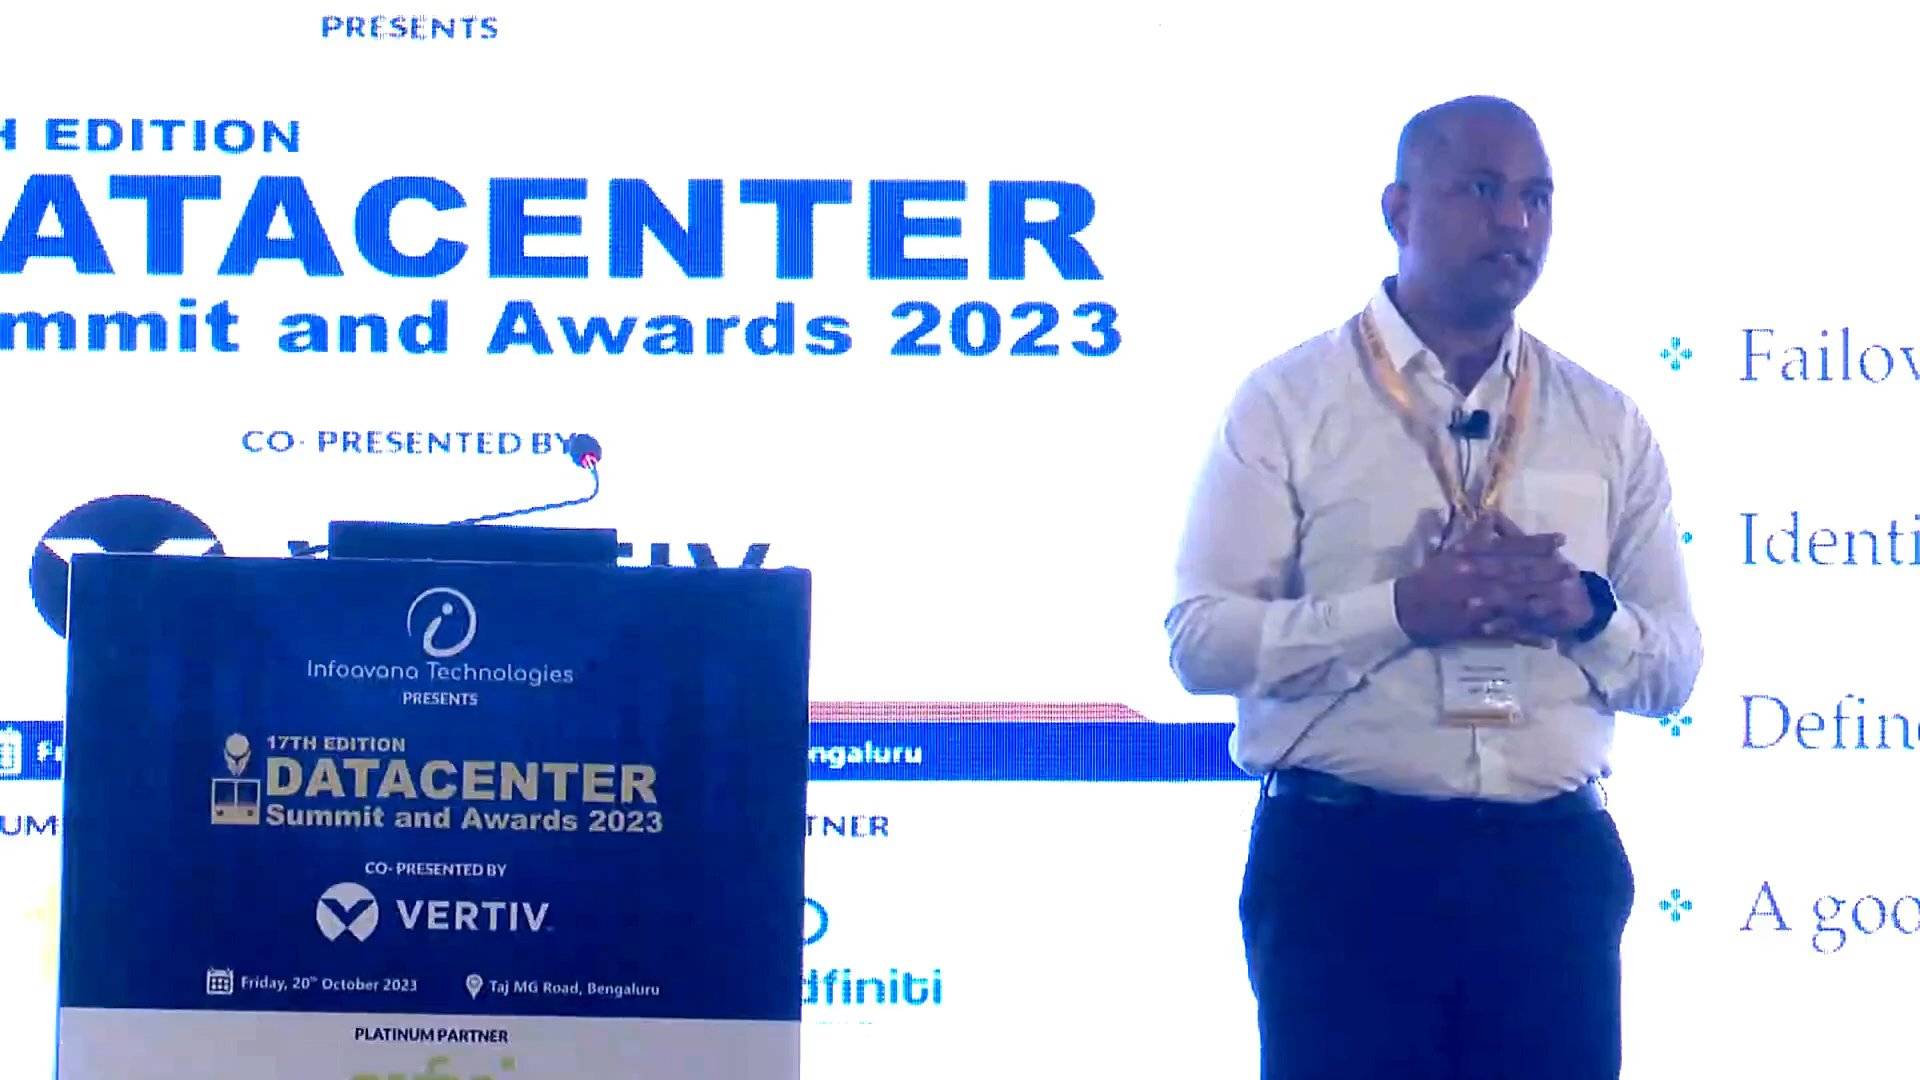 PRESENTS
H EDITION
ATACENTER
mmit and Awards 2023
CO- PRESENTED BY
ngaluru
UM
TNER
dfiniti
Infoavana Technologies
PRESENTS
17TH EDITION
DATACENTER
Summit and Awards 2023
CO- PRESENTED BY
VERTIV
Friday, 20th October 2023
Taj MG Road, Bengaluru
PLATINUM PARTNER
Failov
Identi
Define
A goo